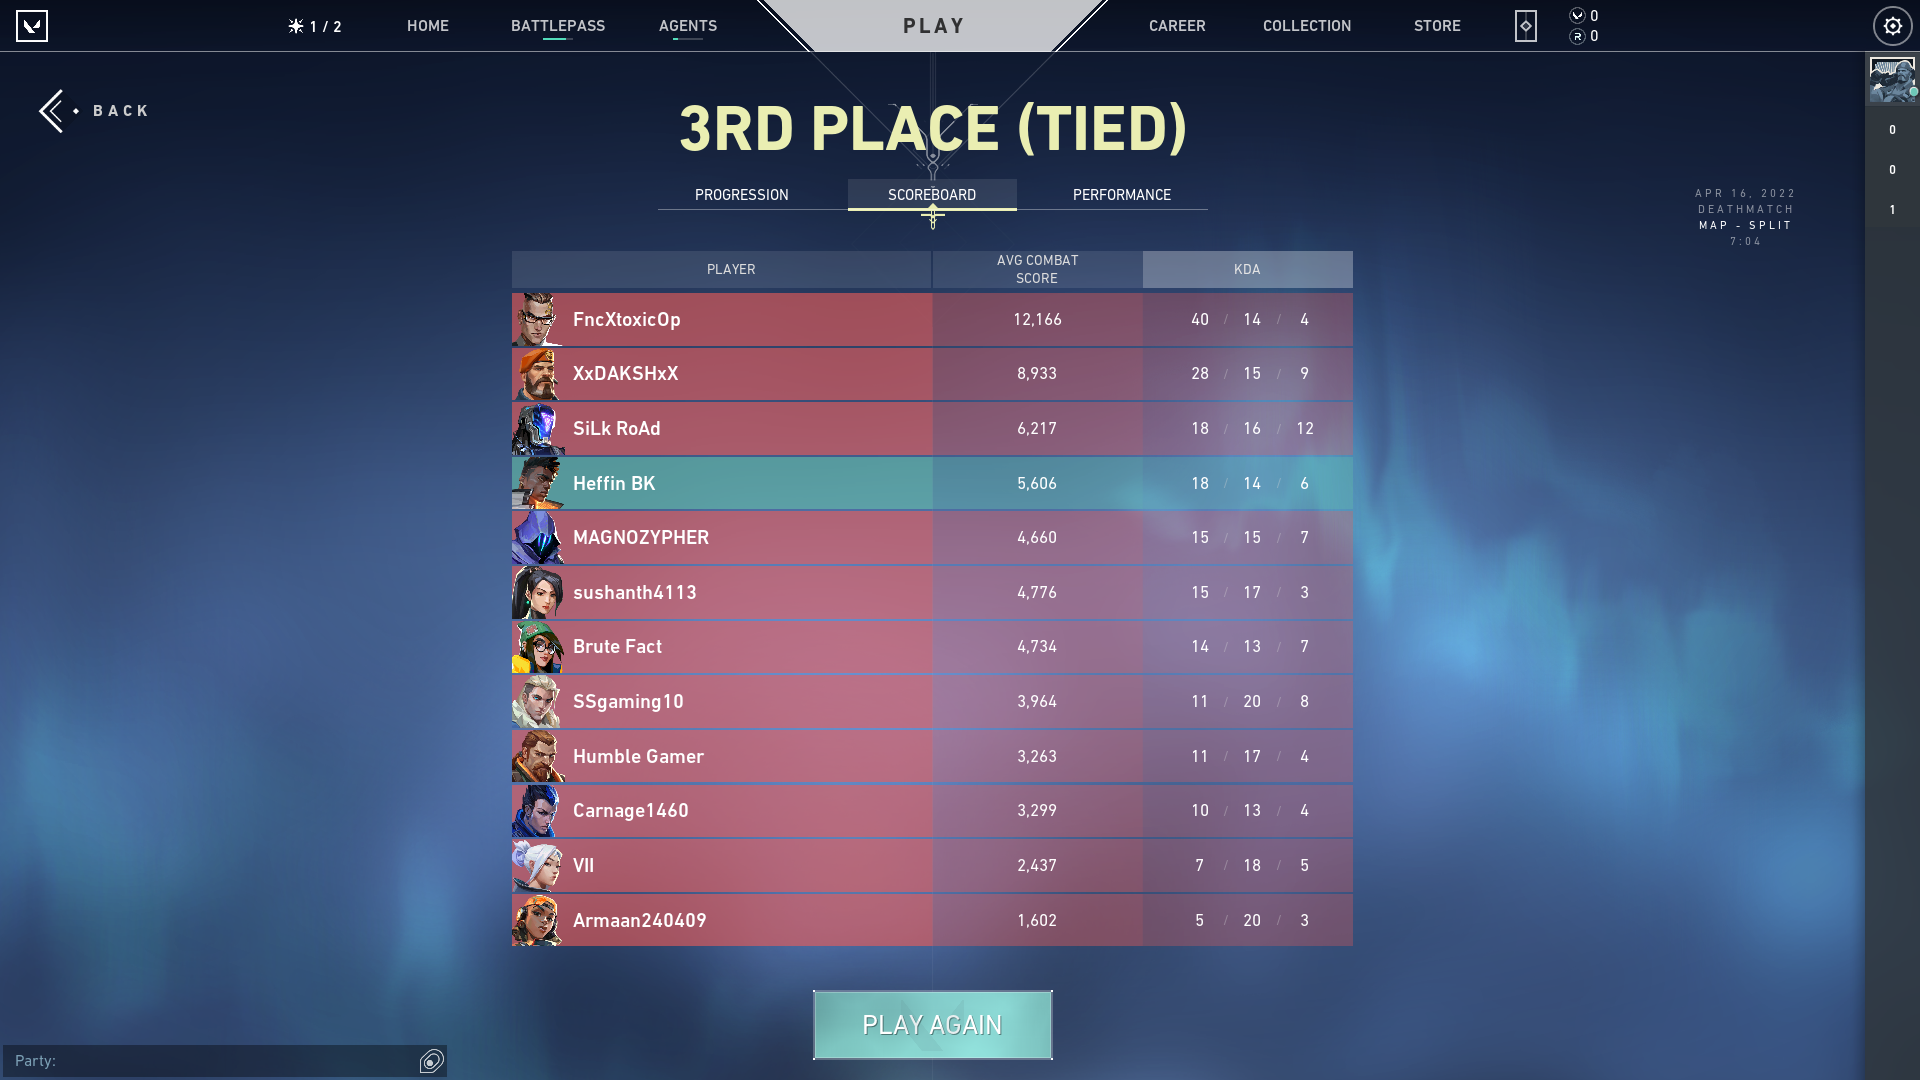 1 / 2
HOME
BATTLEPASS
AGENTS
PLAY
CAREER
COLLECTION
STORE
0
0
BACK
3RD PLACE (TIED)
PROGRESSION
SCOREBOARD
PERFORMANCE
APR 16, 2022
DEATHMATCH
MAP - SPLIT
7:04
0
0
1
PLAYER
AVG COMBAT
SCORE
KDA
FncXtoxicOp 12,166 40 / 14 / 4
XxDAKSHxX 8,933 28 / 15 / 9
SiLk RoAd 6,217 18 / 16 / 12
Heffin BK 5,606 18 / 14 / 6
MAGNOZYPHER 4,660 15 / 15 / 7
sushanth4113 4,776 15 / 17 / 3
Brute Fact 4,734 14 / 13 / 7
SSgaming10 3,964 11 / 20 / 8
Humble Gamer 3,263 11 / 17 / 4
Carnage1460 3,299 10 / 13 / 4
VII 2,437 7 / 18 / 5
Armaan240409 1,602 5 / 20 / 3
PLAY AGAIN
Party: